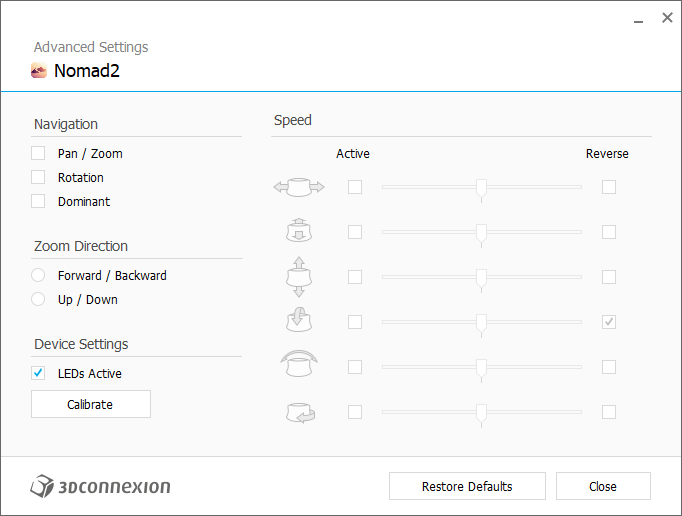 Advanced Settings
Nomad2
Navigation
Pan / Zoom
Rotation
Dominant
Zoom Direction
Forward / Backward
Up / Down
Device Settings
LEDs Active
Calibrate
Speed
Active Reverse
3Dconnexion
Restore Defaults Close